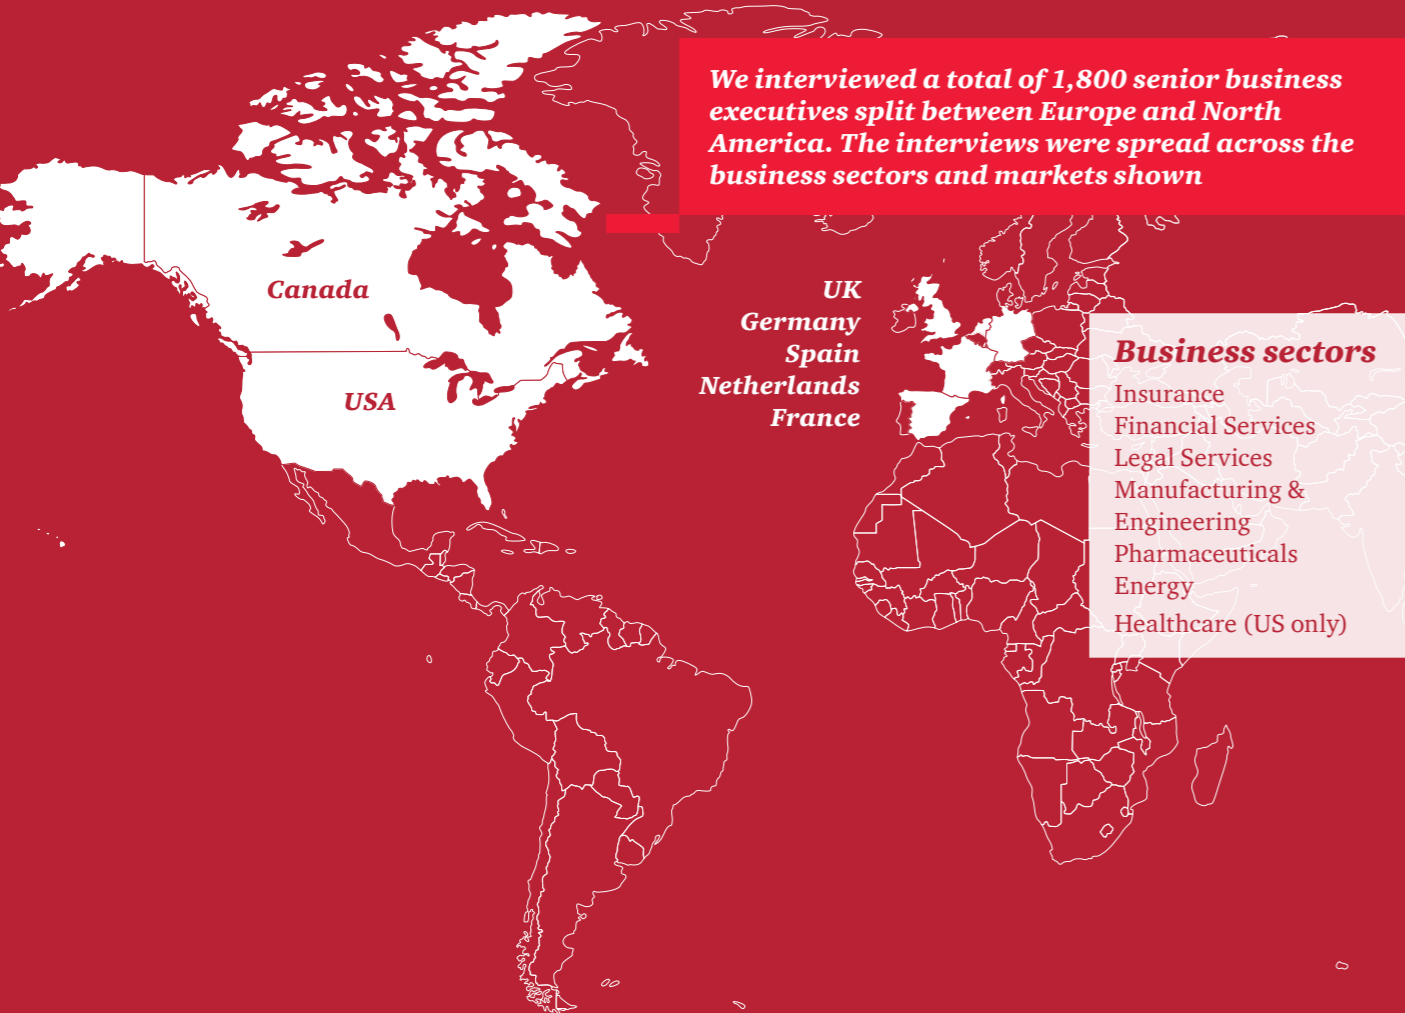 We interviewed a total of 1,800 senior business
executives split between Europe and North
America. The interviews were spread across the
business sectors and markets shown
Canada
USA
UK
Germany
Spain
Netherlands
France
Business sectors
Insurance
Financial Services
Legal Services
Manufacturing &
Engineering
Pharmaceuticals
Energy
Healthcare (US only)